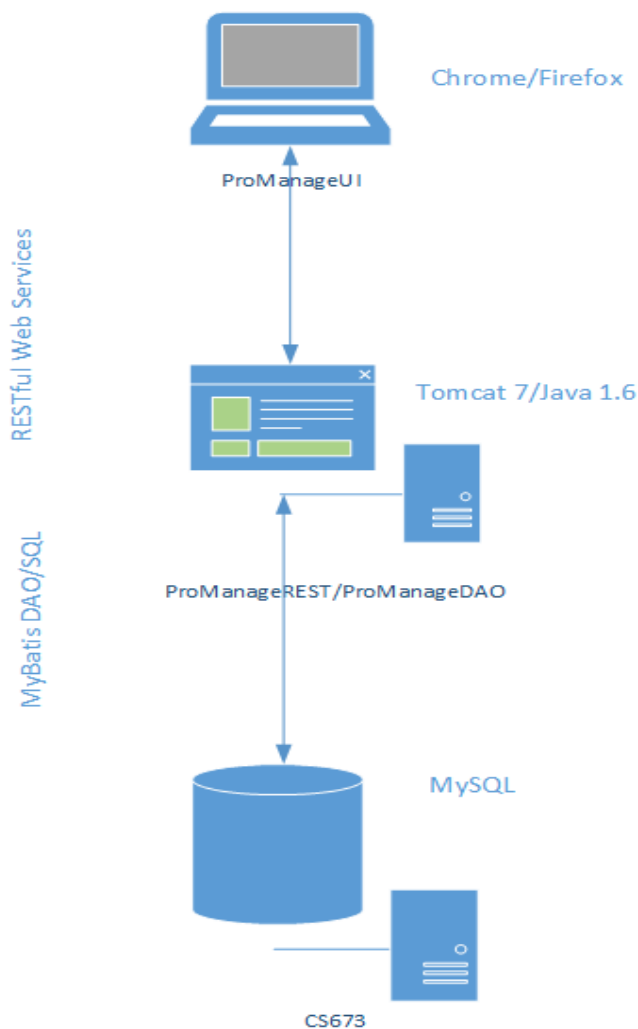 Chrome/Firefox
ProManageUI
RESTful Web Services
Tomcat 7/Java 1.6
ProManageREST/ProManageDAO
MyBatis DAO/SQL
MySQL
CS673